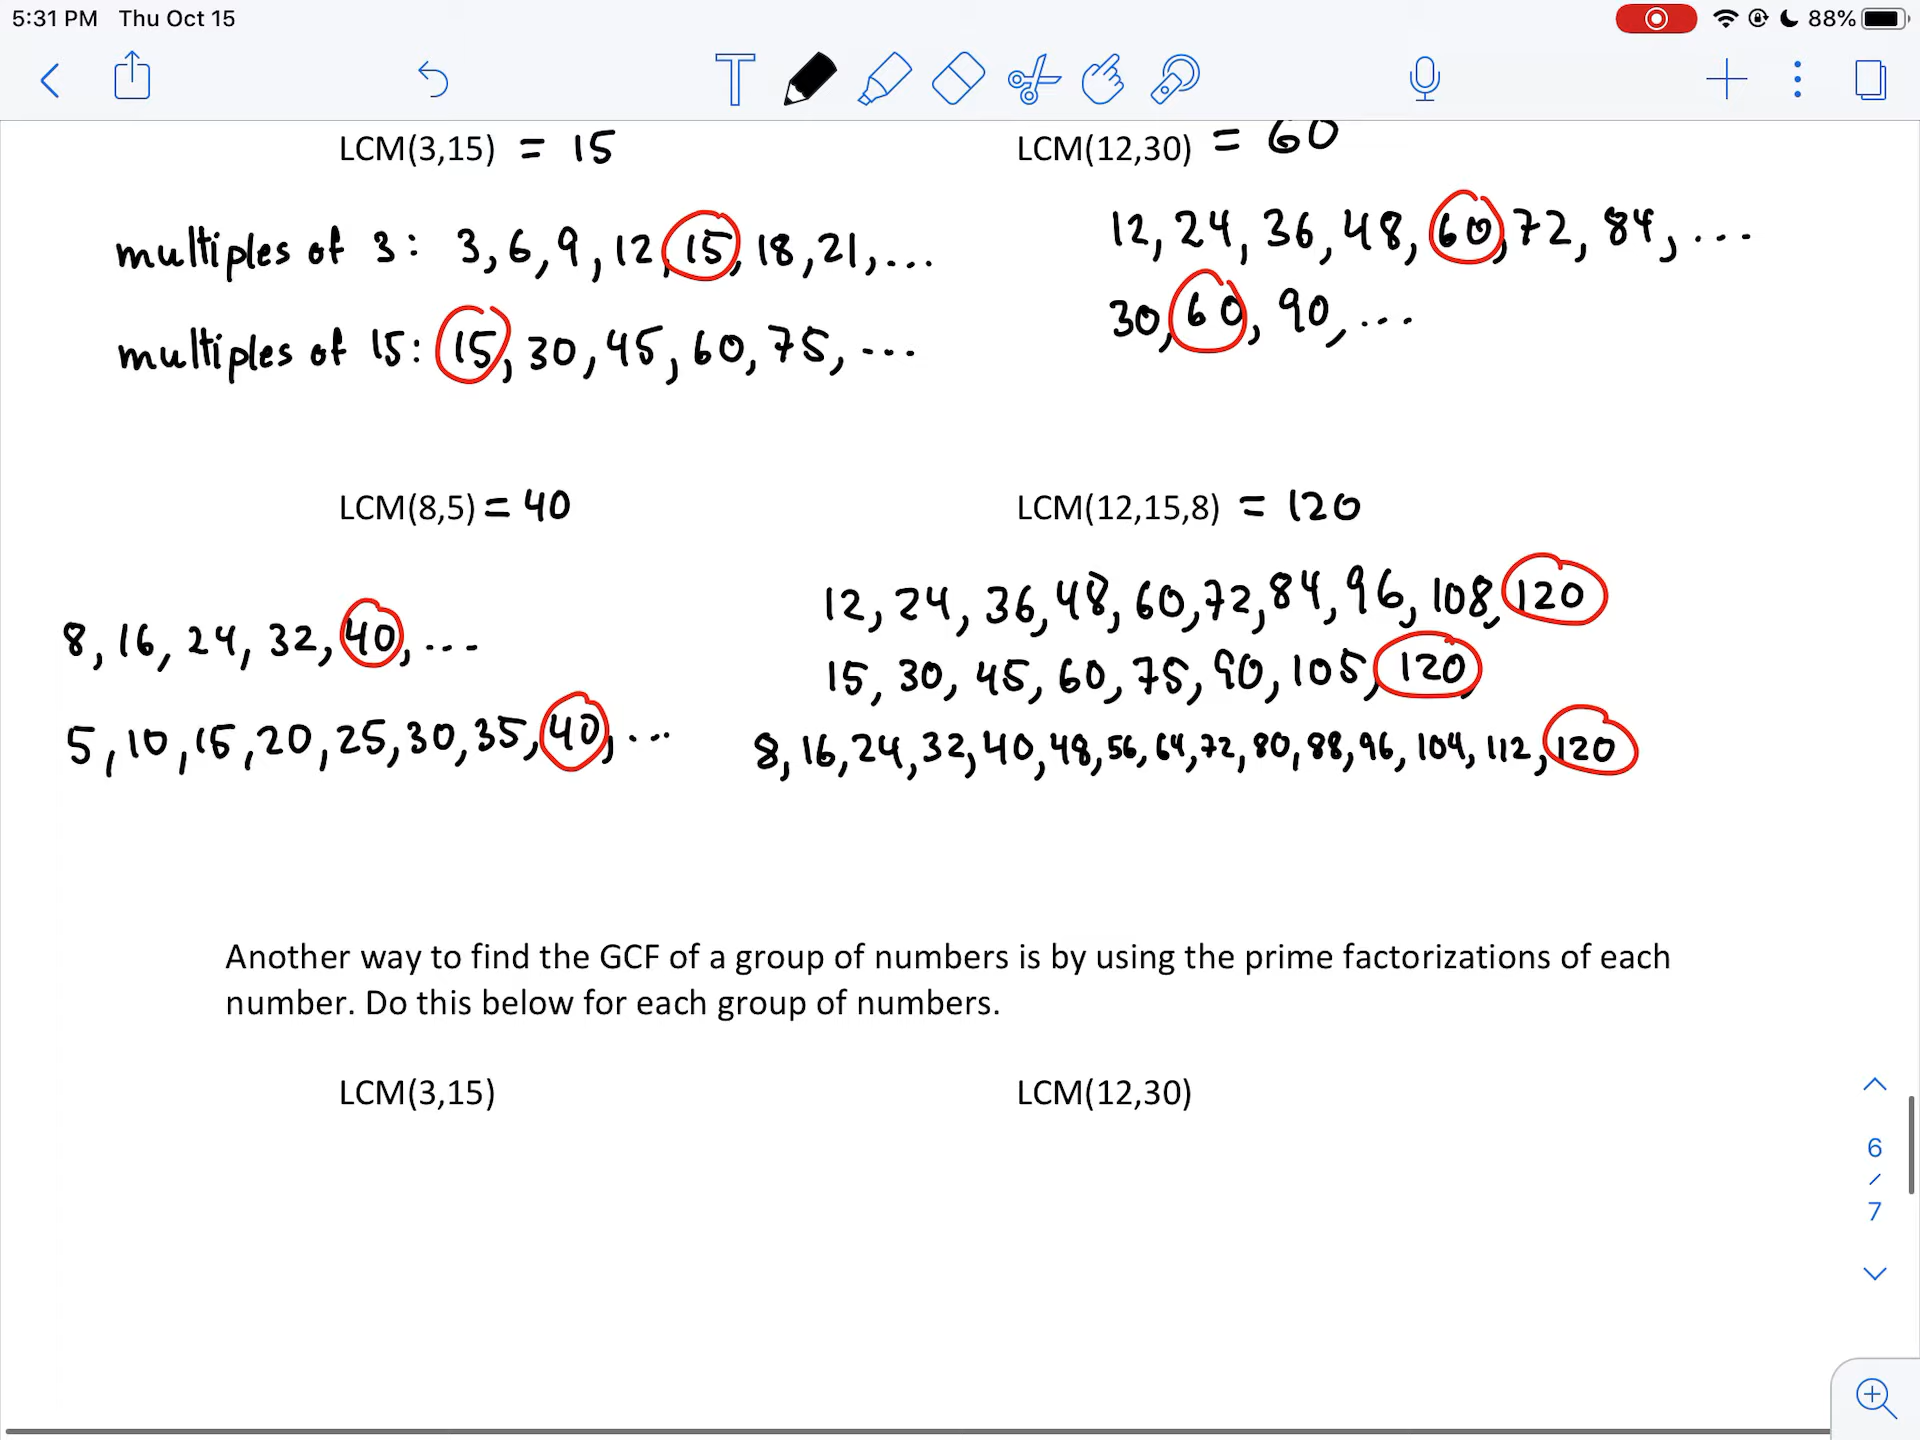 5:31 PM Thu Oct 15
88%
LCM(3,15) = 15
multiples of 3: 3, 6, 9, 12, 15, 18, 21, ...
multiples of 15: 15, 30, 45, 60, 75, ...
LCM(12,30) = 60
12, 24, 36, 48, 60, 72, 84, ...
30, 60, 90, ...
LCM(8,5) = 40
8, 16, 24, 32, 40, ...
5, 10, 15, 20, 25, 30, 35, 40, ...
LCM(12,15,8) = 120
12, 24, 36, 48, 60, 72, 84, 96, 108, 120
15, 30, 45, 60, 75, 90, 105, 120,
8, 16, 24, 32, 40, 48, 56, 64, 72, 80, 88, 96, 104, 112, 120
Another way to find the GCF of a group of numbers is by using the prime factorizations of each
number. Do this below for each group of numbers.
LCM(3,15)
LCM(12,30)
6
/
7